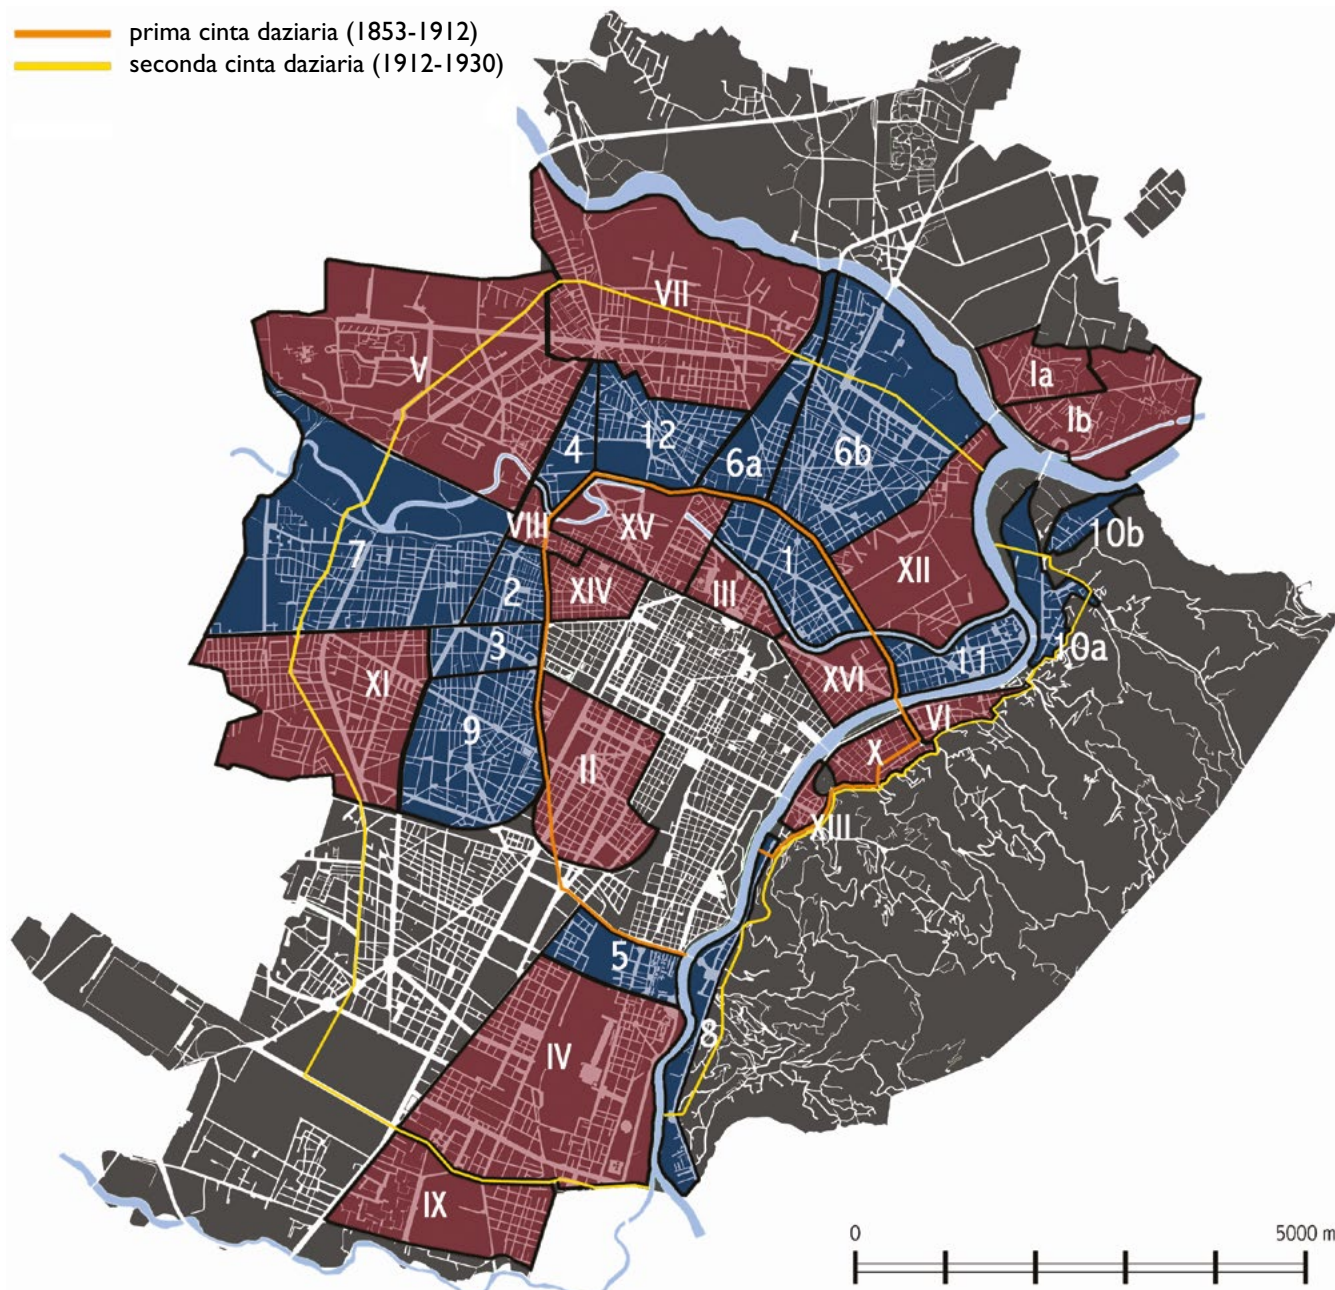 prima cinta daziaria (1853-1912)
seconda cinta daziaria (1912-1930)
VII
V
Ia
Ib
4
12
6a
6b
VIII
XV
10b
7
1
XII
2
XIV
III
3
10a
11
XI
XVI
VI
9
X
II
XIII
5
8
IV
IX
0
5000 m